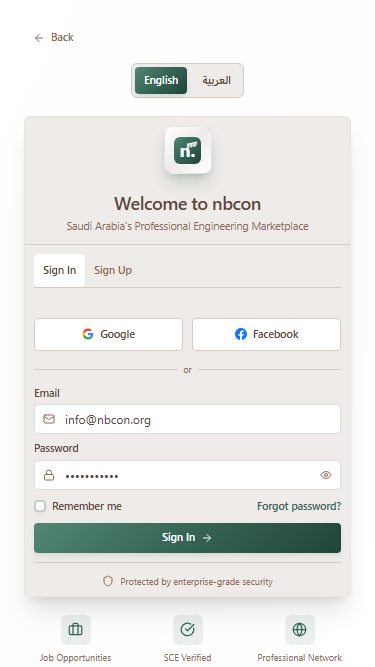 Back
English العربية
n.
Welcome to nbcon
Saudi Arabia's Professional Engineering Marketplace
Sign In Sign Up
Google Facebook
or
Email
info@nbcon.org
Password
•••••••••••
Remember me Forgot password?
Sign In
Protected by enterprise-grade security
Job Opportunities SCE Verified Professional Network